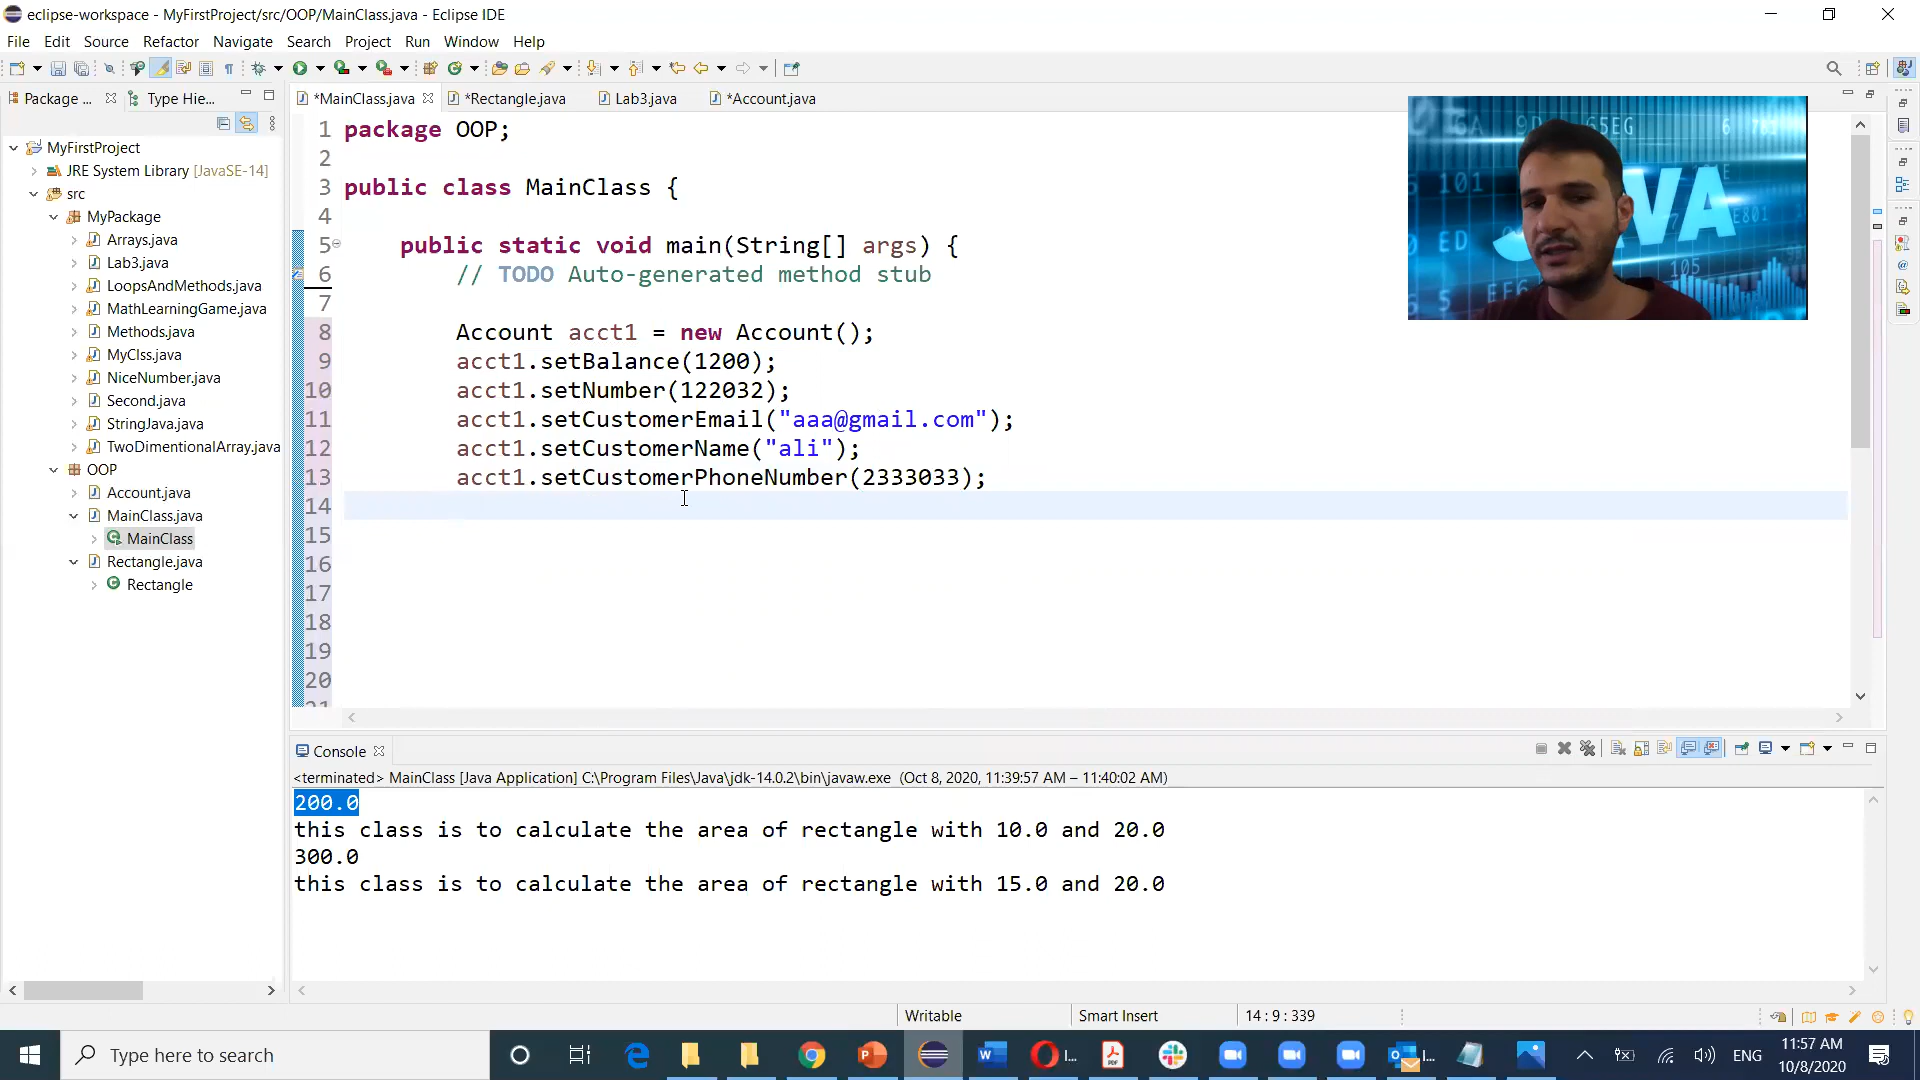 eclipse-workspace - MyFirstProject/src/OOP/MainClass.java - Eclipse IDE
File Edit Source Refactor Navigate Search Project Run Window Help
Package ... Type Hie...
*MainClass.java *Rectangle.java Lab3.java *Account.java
MyFirstProject
JRE System Library [JavaSE-14]
src
MyPackage
Arrays.java
Lab3.java
LoopsAndMethods.java
MathLearningGame.java
Methods.java
MyClss.java
NiceNumber.java
Second.java
StringJava.java
TwoDimentionalArray.java
OOP
Account.java
MainClass.java
MainClass
Rectangle.java
Rectangle
1 package OOP;
2
3 public class MainClass {
4
5 public static void main(String[] args) {
6 // TODO Auto-generated method stub
7
8 Account acct1 = new Account();
9 acct1.setBalance(1200);
10 acct1.setNumber(122032);
11 acct1.setCustomerEmail("aaa@gmail.com");
12 acct1.setCustomerName("ali");
13 acct1.setCustomerPhoneNumber(2333033);
14
15
16
17
18
19
20
21
JAVA
Console
<terminated> MainClass [Java Application] C:\Program Files\Java\jdk-14.0.2\bin\javaw.exe (Oct 8, 2020, 11:39:57 AM – 11:40:02 AM)
200.0
this class is to calculate the area of rectangle with 10.0 and 20.0
300.0
this class is to calculate the area of rectangle with 15.0 and 20.0
Writable Smart Insert 14 : 9 : 339
Type here to search
I... I...
ENG
11:57 AM
10/8/2020